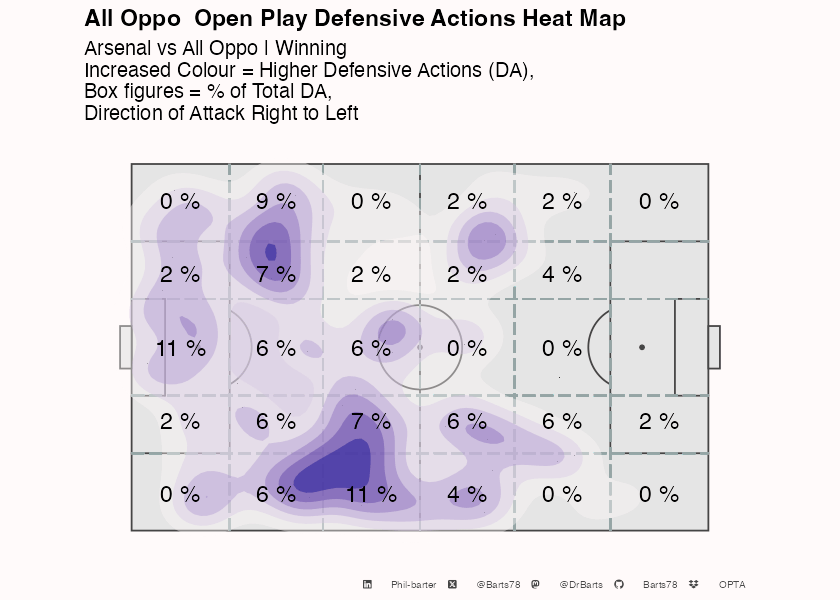 All Oppo  Open Play Defensive Actions Heat Map
Arsenal vs All Oppo | Winning
Increased Colour = Higher Defensive Actions (DA),
Box figures = % of Total DA,
Direction of Attack Right to Left
0 % 9 % 0 % 2 % 2 % 0 %
2 % 7 % 2 % 2 % 4 %
11 % 6 % 6 % 0 % 0 %
2 % 6 % 7 % 6 % 6 % 2 %
0 % 6 % 11 % 4 % 0 % 0 %
Phil-barter @Barts78 @DrBarts Barts78 OPTA